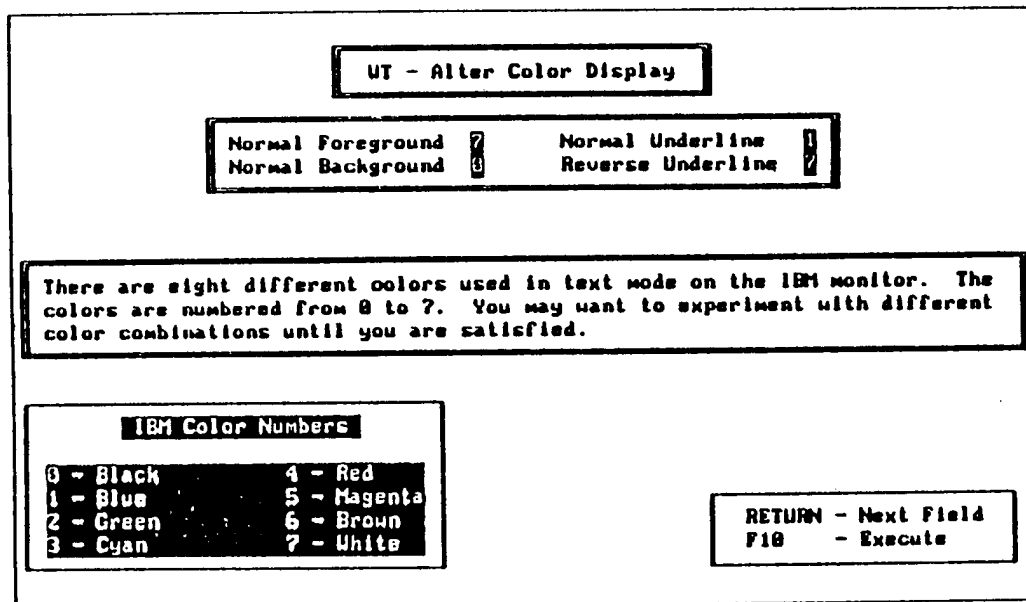 WT - Alter Color Display
Normal Foreground 7 Normal Underline 1
Normal Background 0 Reverse Underline 7
There are eight different colors used in text mode on the IBM monitor. The
colors are numbered from 0 to 7. You may want to experiment with different
color combinations until you are satisfied.
IBM Color Numbers
0 - Black 4 - Red
1 - Blue 5 - Magenta
2 - Green 6 - Brown
3 - Cyan 7 - White
RETURN - Next Field
F10 - Execute